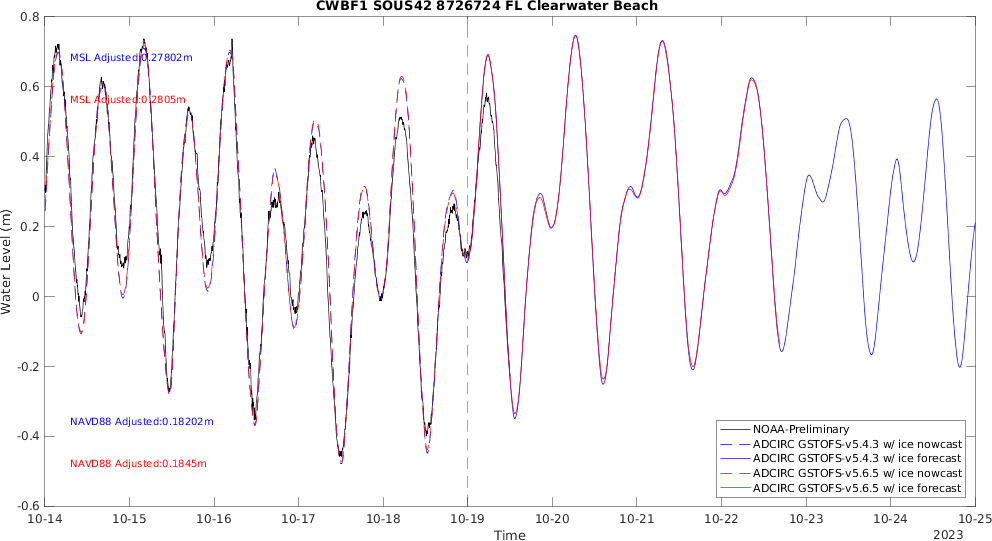 CWBF1 SOUS42 8726724 FL Clearwater Beach
0.8
0.6
0.4
0.2
0
-0.2
-0.4
-0.6
Water Level (m)
MSL Adjusted:0.27802m
MSL Adjusted:0.2805m
NAVD88 Adjusted:0.18202m
NAVD88 Adjusted:0.1845m
NOAA-Preliminary
ADCIRC GSTOFS-v5.4.3 w/ ice nowcast
ADCIRC GSTOFS-v5.4.3 w/ ice forecast
ADCIRC GSTOFS-v5.6.5 w/ ice nowcast
ADCIRC GSTOFS-v5.6.5 w/ ice forecast
10-14 10-15 10-16 10-17 10-18 10-19 10-20 10-21 10-22 10-23 10-24 10-25
Time
2023